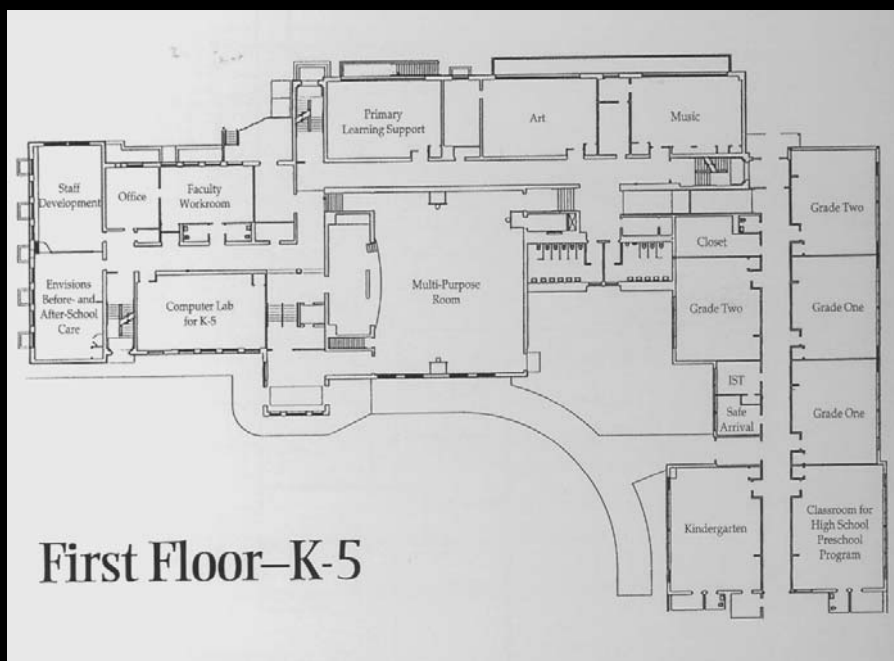 Primary
Learning Support
Art
Music
Staff
Development
Office
Faculty
Workroom
Grade Two
Closet
Envisions
Before- and
After-School
Care
Computer Lab
for K-5
Multi-Purpose
Room
Grade Two
Grade One
IST
Safe
Arrival
Grade One
Kindergarten
Classroom for
High School
Preschool
Program
First Floor–K-5